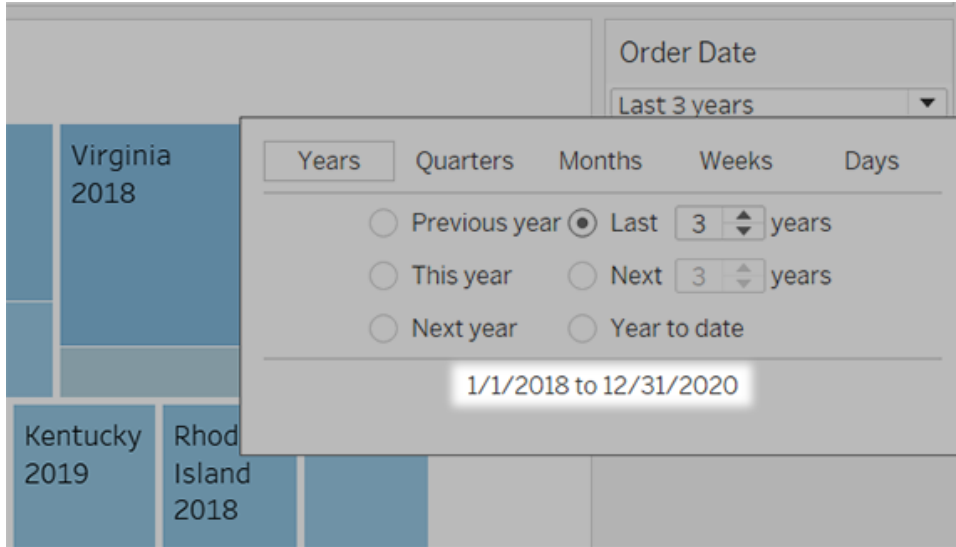 Order Date
Last 3 years
Virginia
2018
Years Quarters Months Weeks Days
Previous year Last 3 years
This year Next 3 years
Next year Year to date
1/1/2018 to 12/31/2020
Kentucky
2019
Rhod
Island
2018